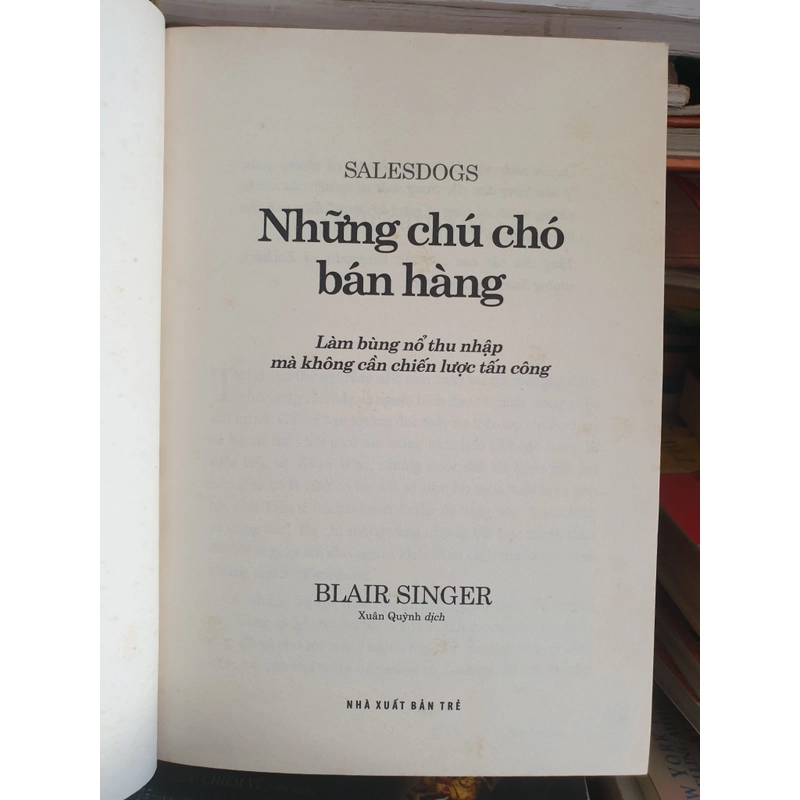 SALESDOGS
Những chú chó
bán hàng
Làm bùng nổ thu nhập
mà không cần chiến lược tấn công
BLAIR SINGER
Xuân Quỳnh dịch
NHÀ XUẤT BẢN TRẺ